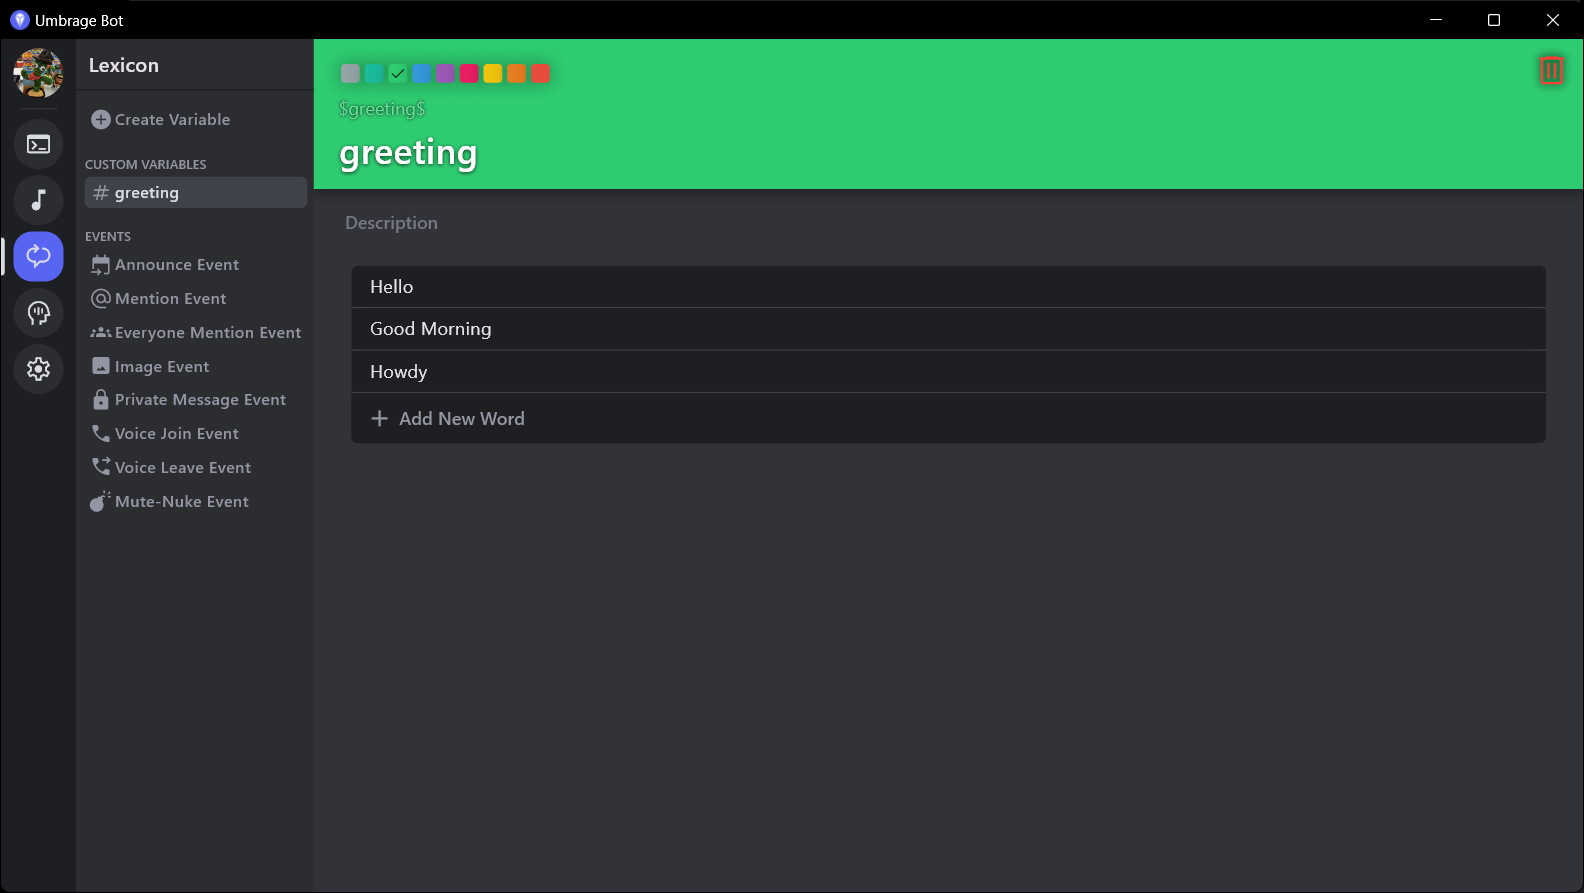 Umbrage Bot
Lexicon
Create Variable
CUSTOM VARIABLES
# greeting
EVENTS
Announce Event
Mention Event
Everyone Mention Event
Image Event
Private Message Event
Voice Join Event
Voice Leave Event
Mute-Nuke Event
$greeting$
greeting
Description
Hello
Good Morning
Howdy
Add New Word